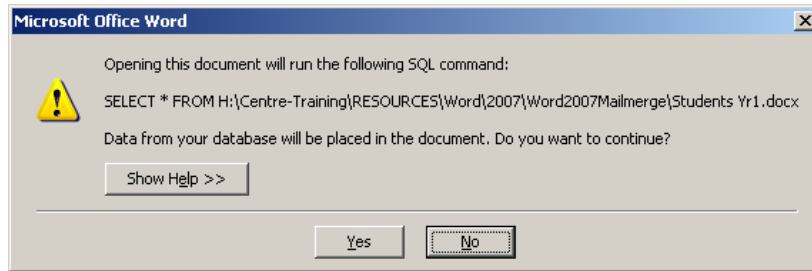 Microsoft Office Word
Opening this document will run the following SQL command:
SELECT * FROM H:\Centre-Training\RESOURCES\Word\2007\Word2007Mailmerge\Students Yr1.docx
Data from your database will be placed in the document. Do you want to continue?
Show Help >>
Yes
No